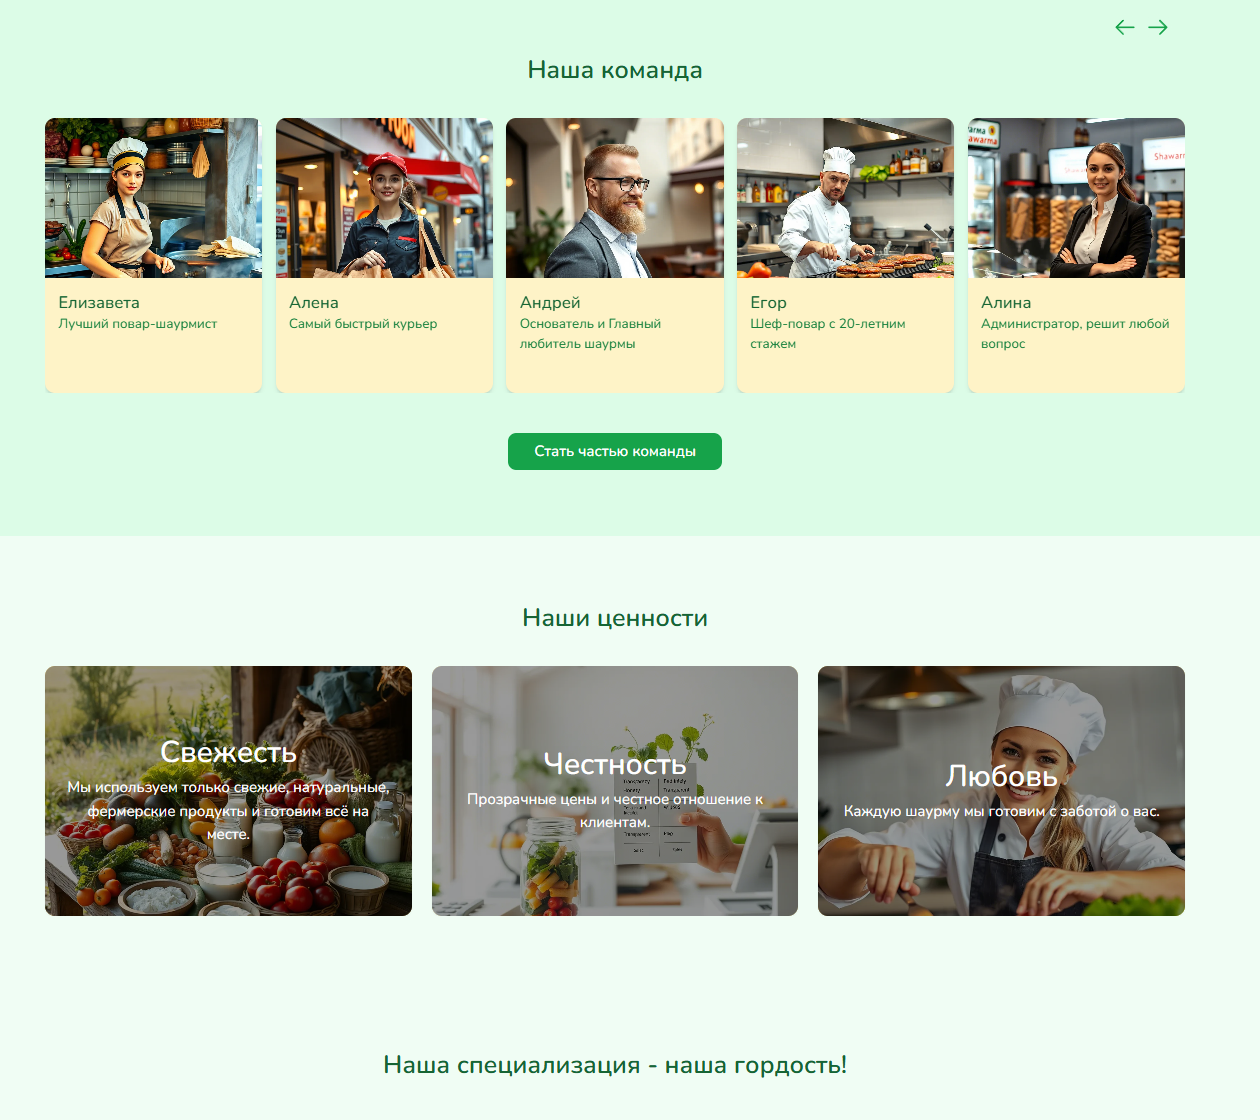 Наша команда
Shawarma
Shawarr
Елизавета
Лучший повар-шаурмист
Алена
Самый быстрый курьер
Андрей
Основатель и Главный
любитель шаурмы
Егор
Шеф-повар с 20-летним
стажем
Алина
Администратор, решит любой
вопрос
Стать частью команды
Наши ценности
Свежесть
Мы используем только свежие, натуральные,
фермерские продукты и готовим всё на
месте.
Честность
Прозрачные цены и честное отношение к
клиентам.
Любовь
Каждую шаурму мы готовим с заботой о вас.
Наша специализация - наша гордость!